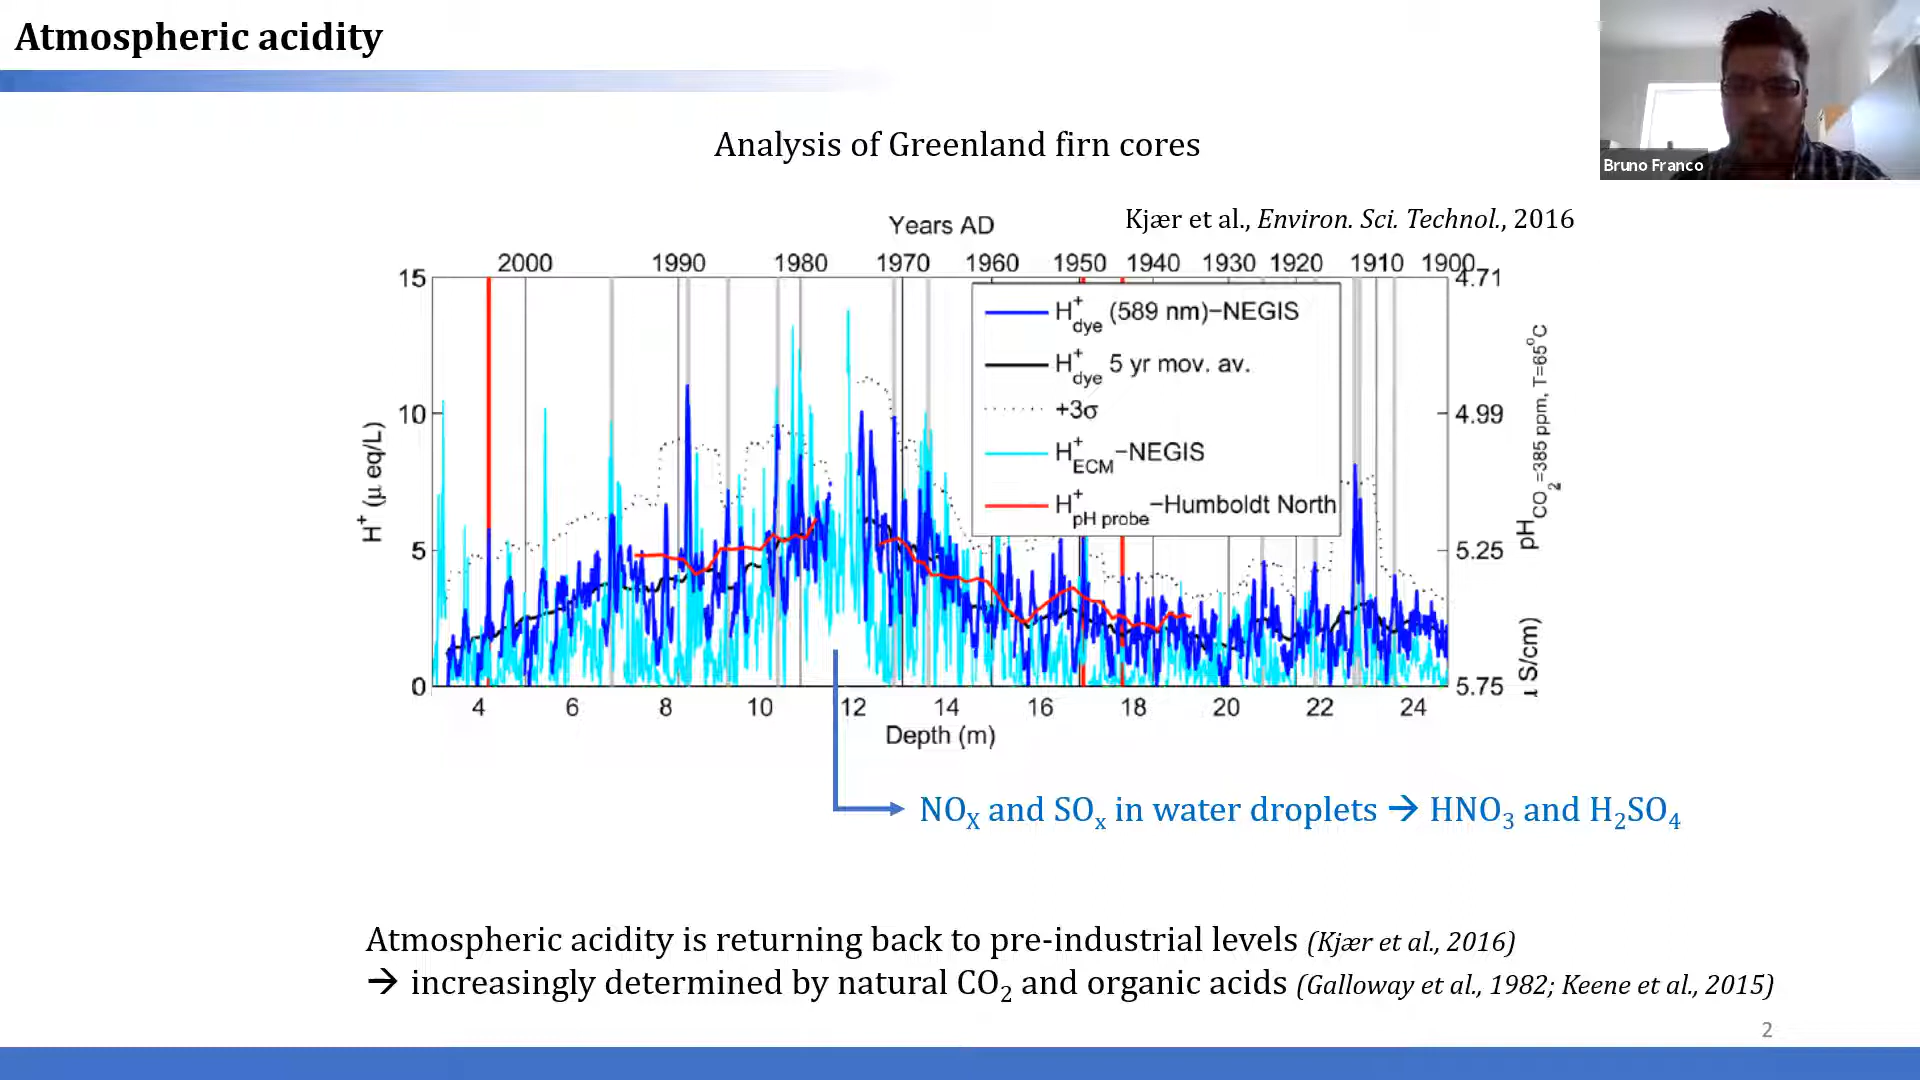 Atmospheric acidity
Bruno Franco
Analysis of Greenland firn cores
Kjær et al., Environ. Sci. Technol., 2016
Years AD
2000 1990 1980 1970 1960 1950 1940 1930 1920 1910 1900
15 4.71
10 4.99
5 5.25
0 5.75
H⁺ (μ eq/L)
pH CO₂=385 ppm, T=65°C
S/cm)
H⁺dye (589 nm)−NEGIS
H⁺dye 5 yr mov. av.
+3σ
H⁺ECM−NEGIS
H⁺pH probe−Humboldt North
4 6 8 10 12 14 16 18 20 22 24
Depth (m)
NOX and SOx in water droplets → HNO₃ and H₂SO₄
Atmospheric acidity is returning back to pre-industrial levels (Kjær et al., 2016)
→ increasingly determined by natural CO₂ and organic acids (Galloway et al., 1982; Keene et al., 2015)
2